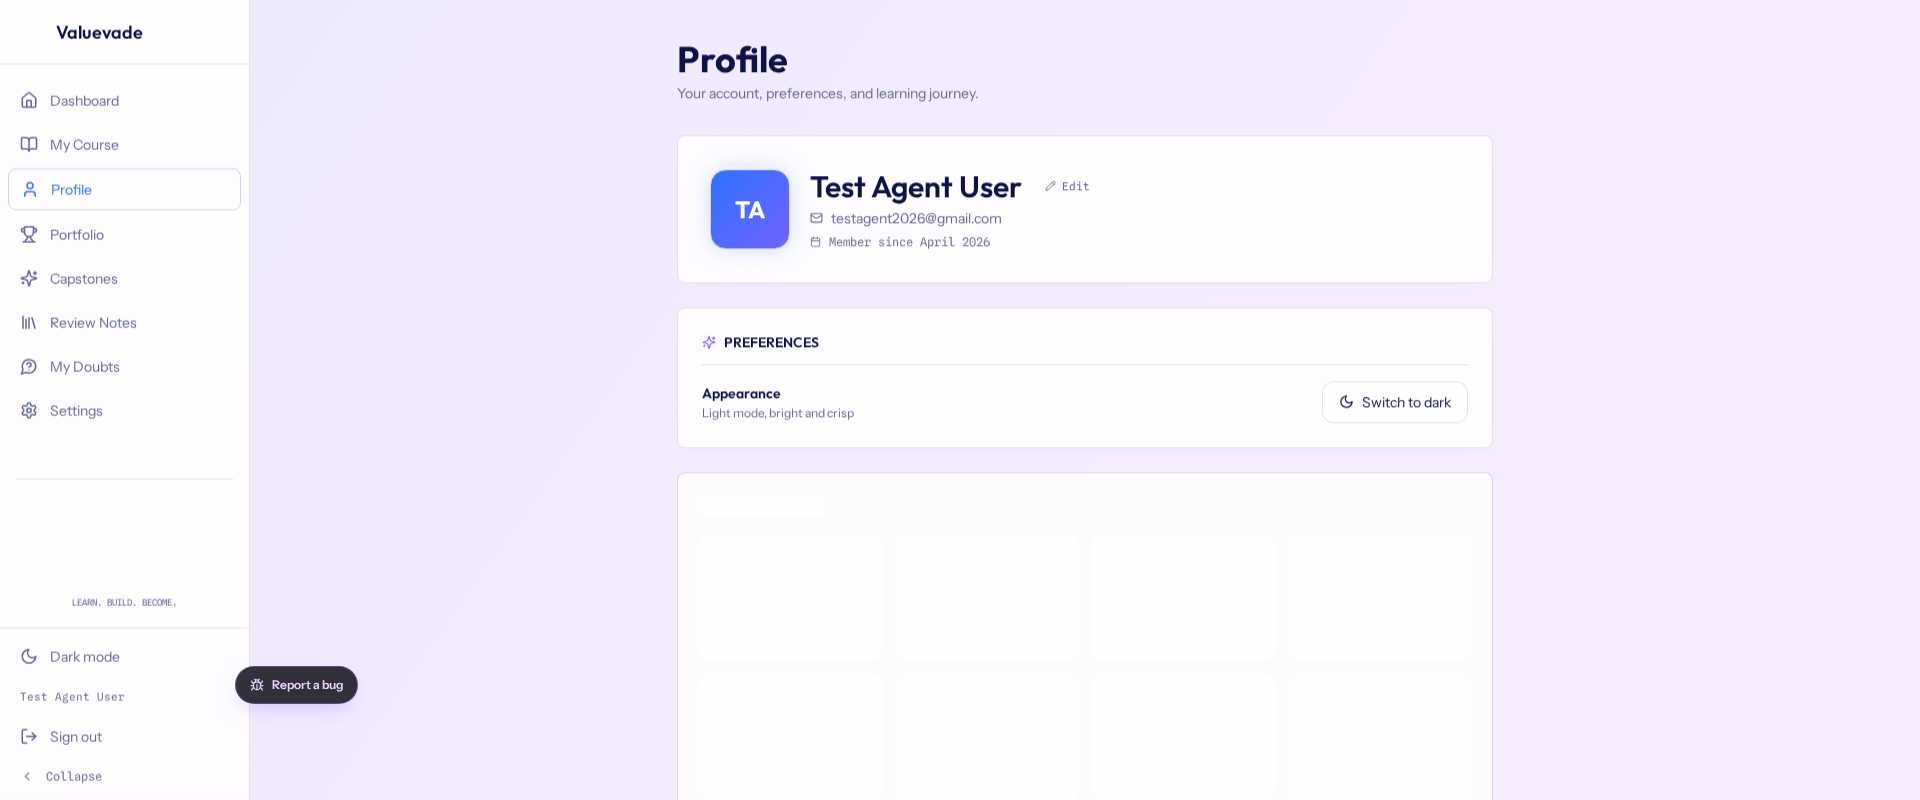 Valuevade
Dashboard
My Course
Profile
Portfolio
Capstones
Review Notes
My Doubts
Settings
LEARN. BUILD. BECOME.
Dark mode
Test Agent User
Sign out
Collapse
Report a bug
Profile
Your account, preferences, and learning journey.
TA
Test Agent User
Edit
testagent2026@gmail.com
Member since April 2026
PREFERENCES
Appearance
Light mode, bright and crisp
Switch to dark